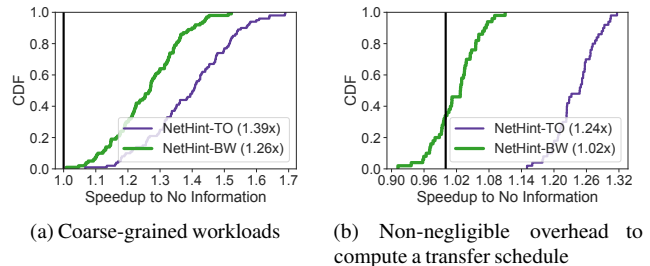 CDF
1.0
0.8
0.6
0.4
0.2
0.0
NetHint-TO (1.39x)
NetHint-BW (1.26x)
1.0 1.1 1.2 1.3 1.4 1.5 1.6 1.7
Speedup to No Information
(a) Coarse-grained workloads
CDF
1.0
0.8
0.6
0.4
0.2
0.0
NetHint-TO (1.24x)
NetHint-BW (1.02x)
0.90 0.96 1.02 1.08 1.14 1.20 1.26 1.32
Speedup to No Information
(b) Non-negligible overhead to
compute a transfer schedule